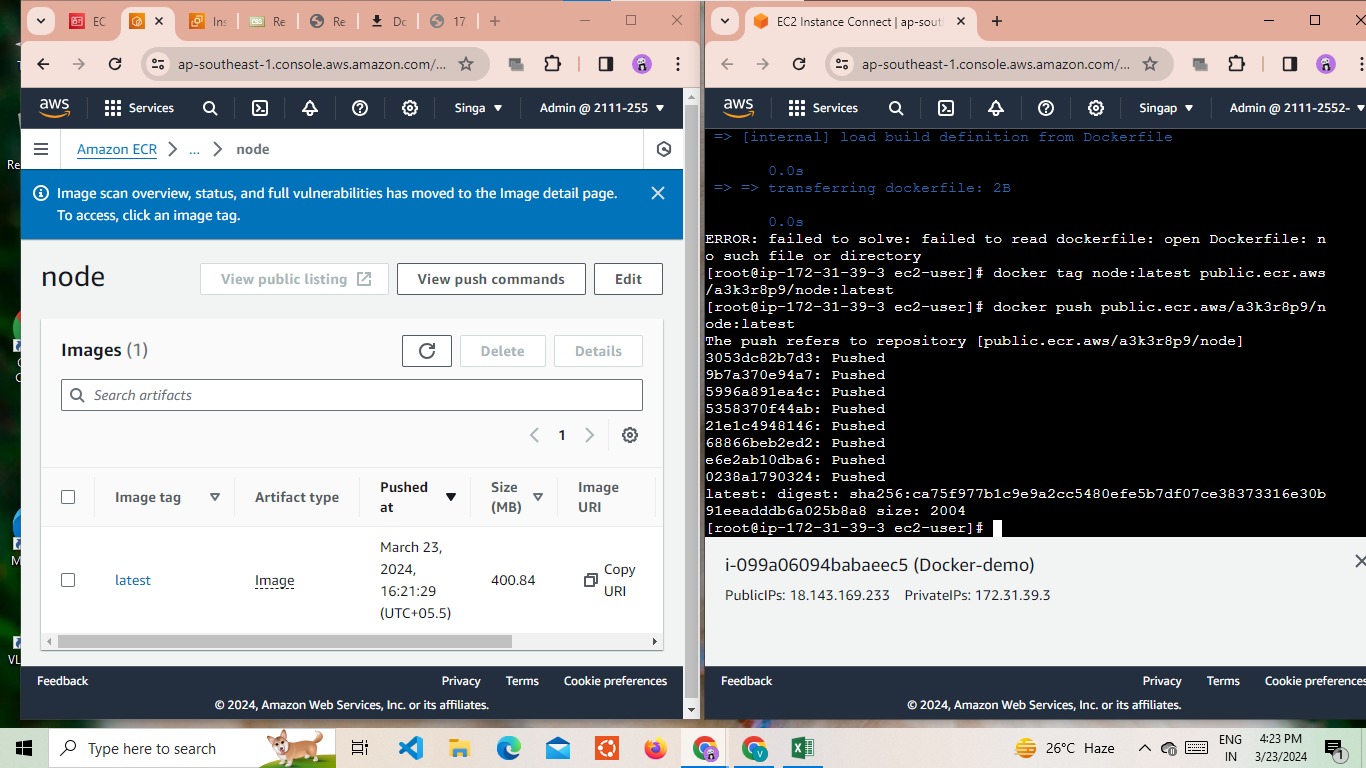 EC
Ins
Re
Re
Dc
17
ap-southeast-1.console.aws.amazon.com/...
aws
Services
Singa
Admin @ 2111-255
Amazon ECR
...
node
Image scan overview, status, and full vulnerabilities has moved to the Image detail page.
To access, click an image tag.
node
View public listing
View push commands
Edit
Images (1)
Delete
Details
Search artifacts
1
Image tag
Artifact type
Pushed
at
Size
(MB)
Image
URI
latest
Image
March 23,
2024,
16:21:29
(UTC+05.5)
400.84
Copy
URI
Feedback
Privacy
Terms
Cookie preferences
© 2024, Amazon Web Services, Inc. or its affiliates.
EC2 Instance Connect | ap-sout
ap-southeast-1.console.aws.amazon.com/...
aws
Services
Singap
Admin @ 2111-2552-
=> [internal] load build definition from Dockerfile
0.0s
=> => transferring dockerfile: 2B
0.0s
ERROR: failed to solve: failed to read dockerfile: open Dockerfile: n
o such file or directory
[root@ip-172-31-39-3 ec2-user]# docker tag node:latest public.ecr.aws
/a3k3r8p9/node:latest
[root@ip-172-31-39-3 ec2-user]# docker push public.ecr.aws/a3k3r8p9/n
ode:latest
The push refers to repository [public.ecr.aws/a3k3r8p9/node]
3053dc82b7d3: Pushed
9b7a370e94a7: Pushed
5996a891ea4c: Pushed
5358370f44ab: Pushed
21e1c4948146: Pushed
68866beb2ed2: Pushed
e6e2ab10dba6: Pushed
0238a1790324: Pushed
latest: digest: sha256:ca75f977b1c9e9a2cc5480efe5b7df07ce38373316e30b
91eeadddb6a025b8a8 size: 2004
[root@ip-172-31-39-3 ec2-user]#
i-099a06094babaeec5 (Docker-demo)
PublicIPs: 18.143.169.233 PrivateIPs: 172.31.39.3
Feedback
Privacy
Terms
Cookie preferences
© 2024, Amazon Web Services, Inc. or its affiliates.
Type here to search
26°C Haze
ENG
IN
4:23 PM
3/23/2024
1